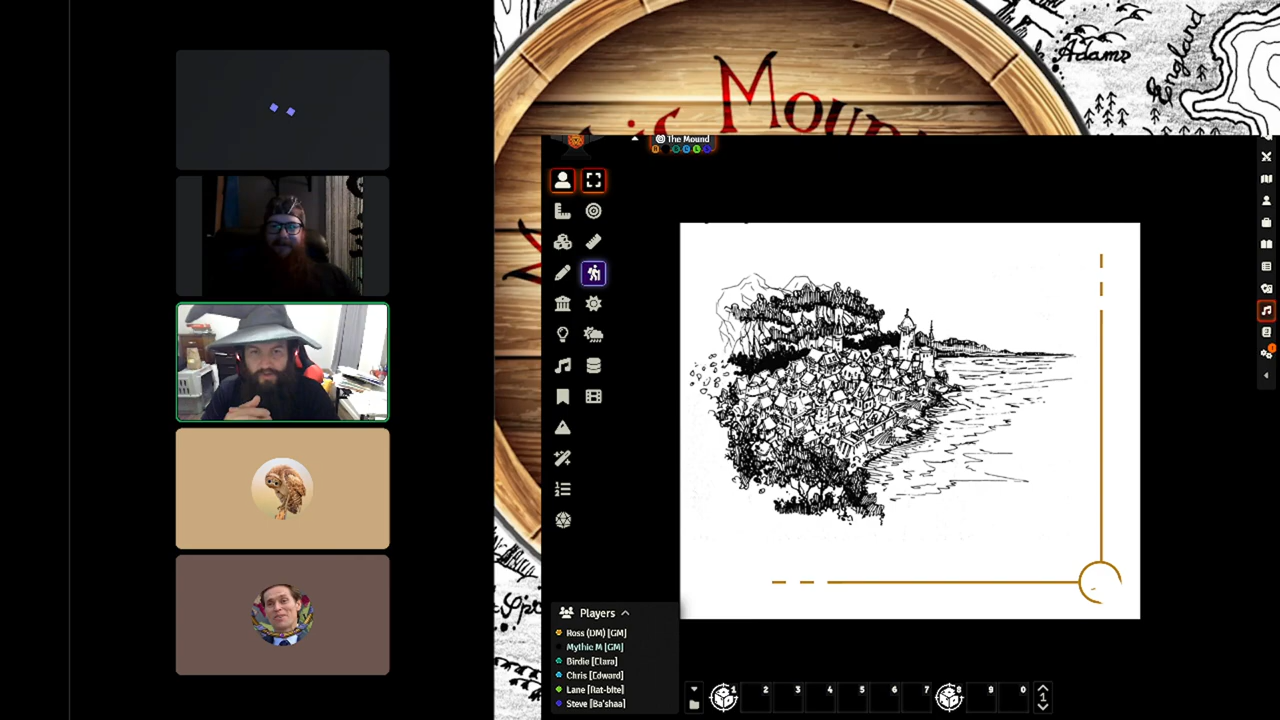 Adams
England
Mound
The Mound
Players
Ross (DM) [GM]
Mythic M [GM]
Birdie [Clara]
Chris [Edward]
Lane [Rat-bite]
Steve [Ba'shaa]
1 2 3 4 5 6 7 8 9 0
1